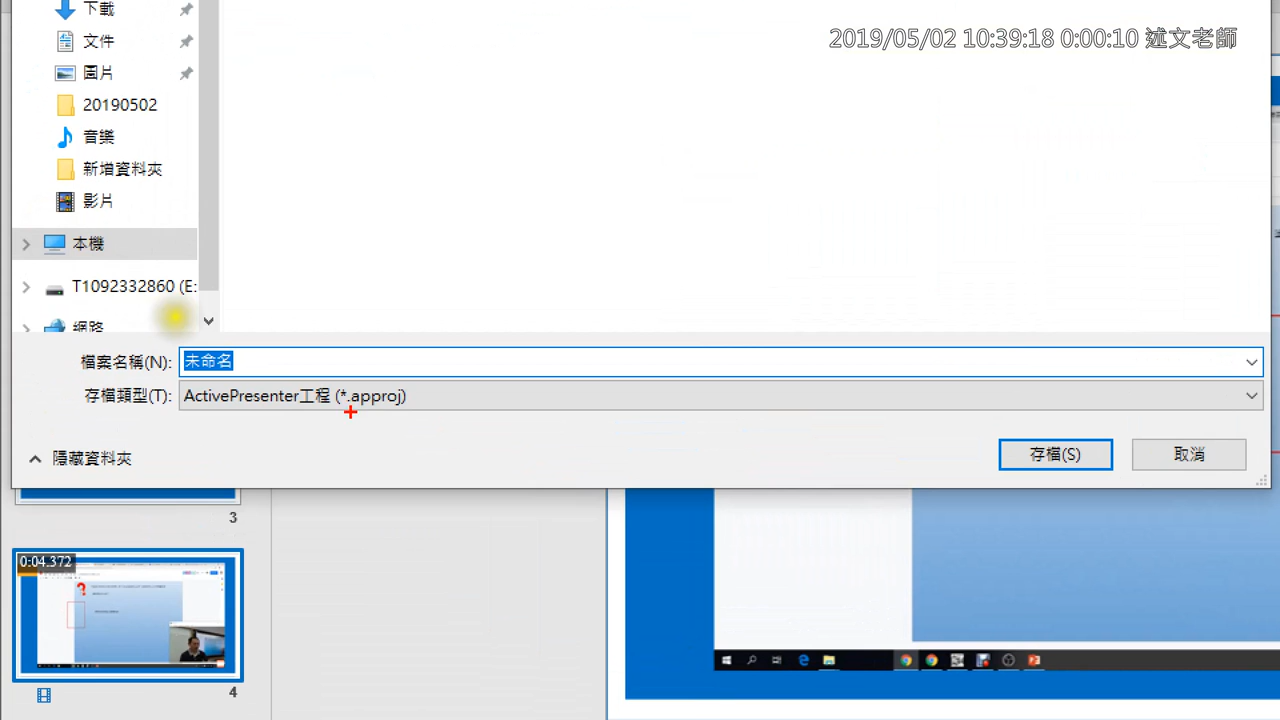 下載
2019/05/02 10:39:18 0:00:10 述文老師
文件
圖片
20190502
音樂
新增資料夾
影片
本機
T1092332860 (E:
網路
檔案名稱(N): 未命名
存檔類型(T): ActivePresenter工程 (*.approj)
隱藏資料夾
存檔(S)
取消
3
0:04.372
4